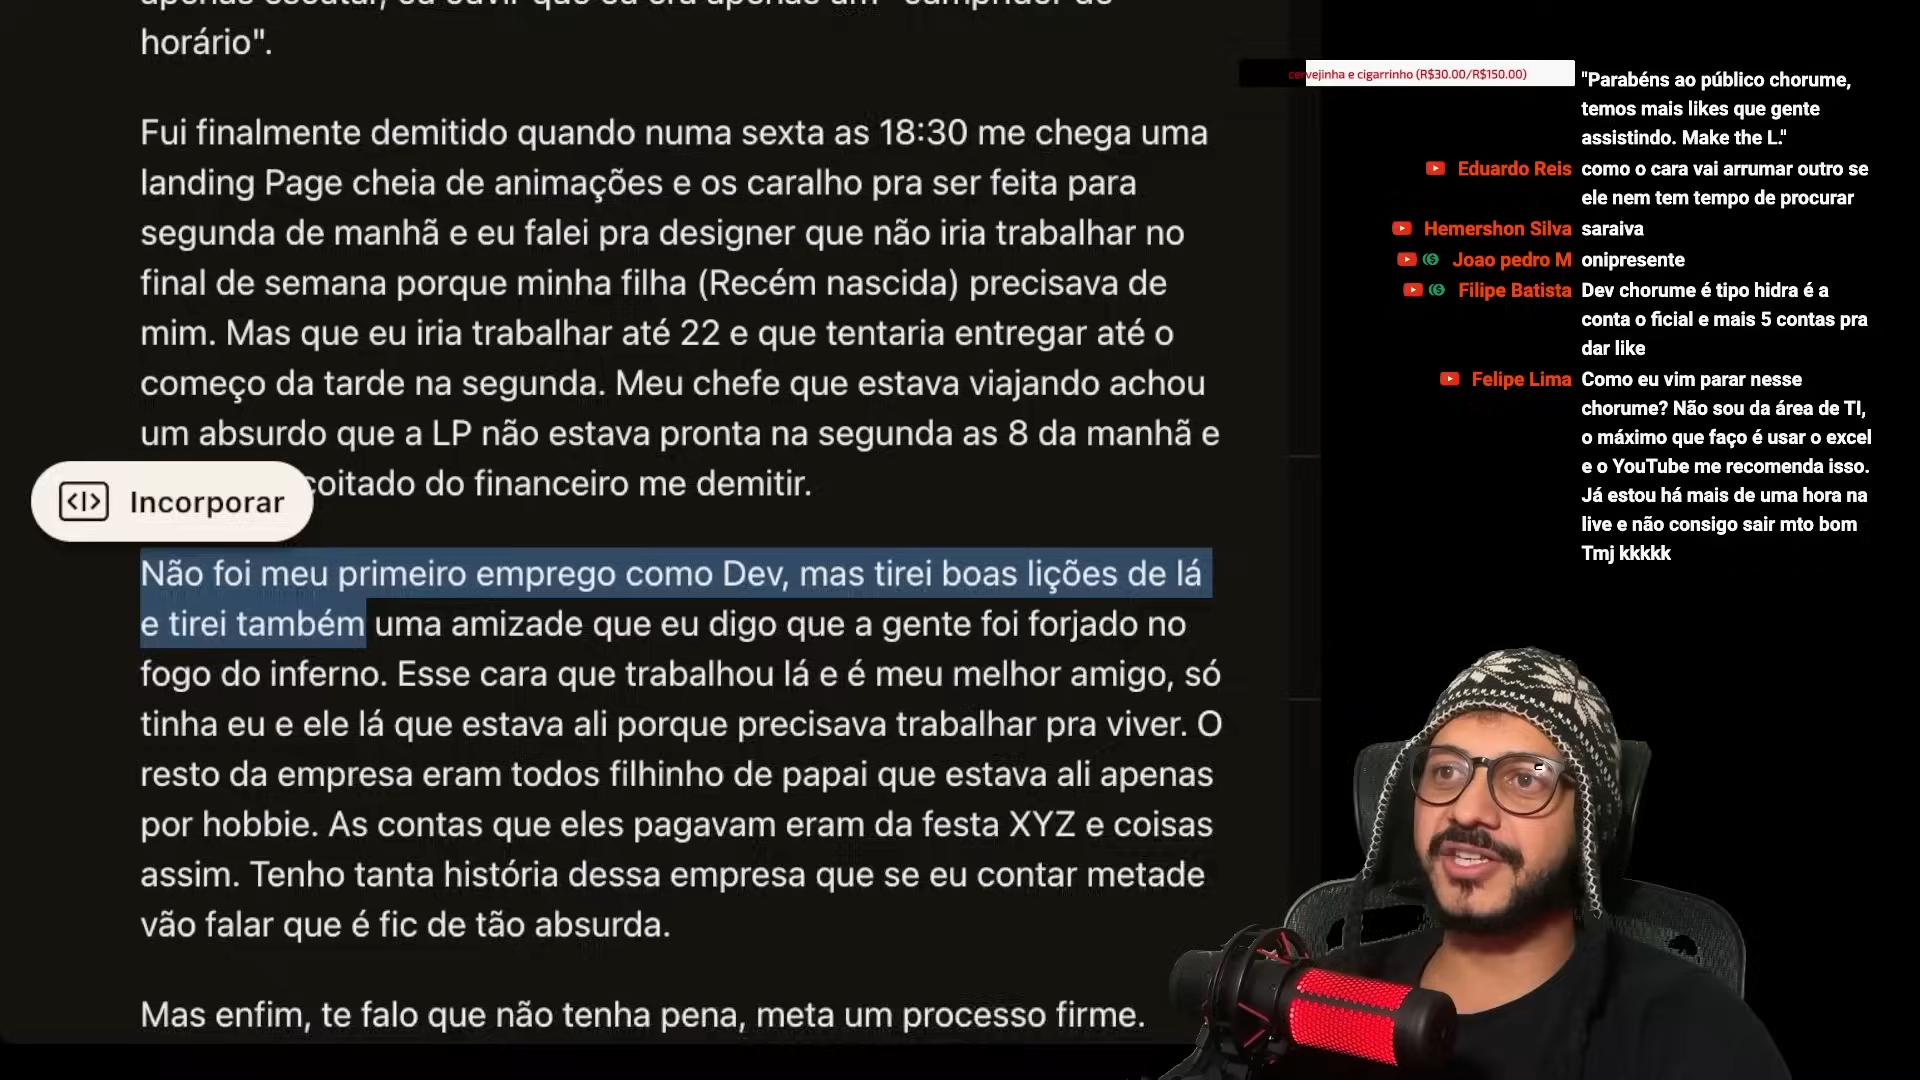 horário".
Fui finalmente demitido quando numa sexta as 18:30 me chega uma
landing Page cheia de animações e os caralho pra ser feita para
segunda de manhã e eu falei pra designer que não iria trabalhar no
final de semana porque minha filha (Recém nascida) precisava de
mim. Mas que eu iria trabalhar até 22 e que tentaria entregar até o
começo da tarde na segunda. Meu chefe que estava viajando achou
um absurdo que a LP não estava pronta na segunda as 8 da manhã e
coitado do financeiro me demitir.
Incorporar
Não foi meu primeiro emprego como Dev, mas tirei boas lições de lá
e tirei também uma amizade que eu digo que a gente foi forjado no
fogo do inferno. Esse cara que trabalhou lá e é meu melhor amigo, só
tinha eu e ele lá que estava ali porque precisava trabalhar pra viver. O
resto da empresa eram todos filhinho de papai que estava ali apenas
por hobbie. As contas que eles pagavam eram da festa XYZ e coisas
assim. Tenho tanta história dessa empresa que se eu contar metade
vão falar que é fic de tão absurda.
Mas enfim, te falo que não tenha pena, meta um processo firme.
cervejinha e cigarrinho (R$30.00/R$150.00)
"Parabéns ao público chorume,
temos mais likes que gente
assistindo. Make the L."
Eduardo Reis como o cara vai arrumar outro se
ele nem tem tempo de procurar
Hemershon Silva saraiva
Joao pedro M onipresente
Filipe Batista Dev chorume é tipo hidra é a
conta o ficial e mais 5 contas pra
dar like
Felipe Lima Como eu vim parar nesse
chorume? Não sou da área de TI,
o máximo que faço é usar o excel
e o YouTube me recomenda isso.
Já estou há mais de uma hora na
live e não consigo sair mto bom
Tmj kkkkk